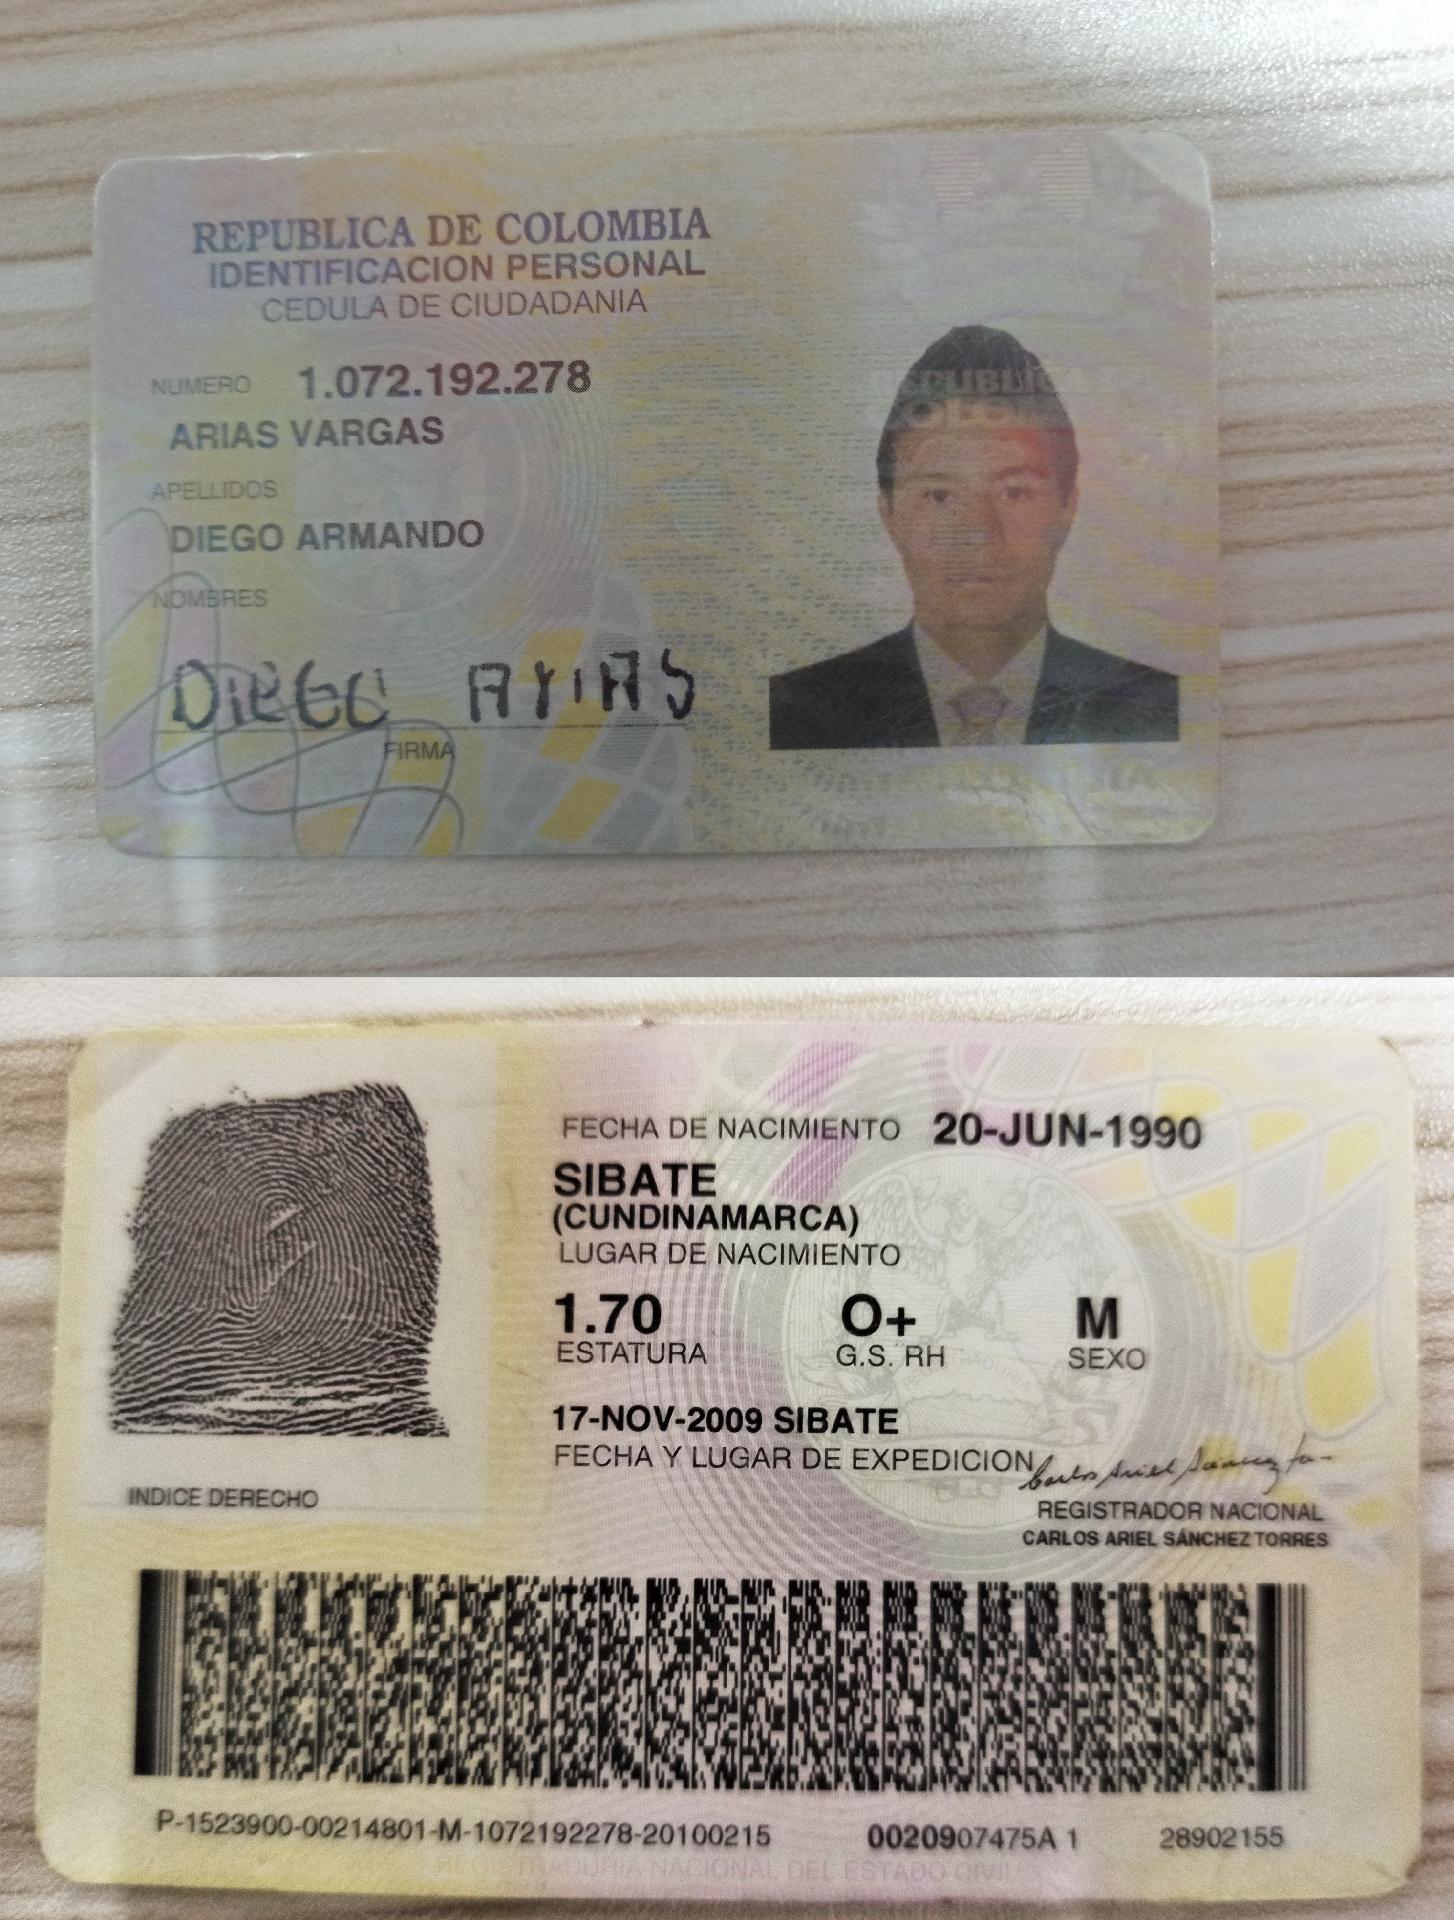 REPUBLICA DE COLOMBIA
IDENTIFICACION PERSONAL
CEDULA DE CIUDADANIA
NUMERO 1.072.192.278
ARIAS VARGAS
APELLIDOS
DIEGO ARMANDO
NOMBRES
DIEGO ArIAS
FIRMA
FECHA DE NACIMIENTO 20-JUN-1990
SIBATE
(CUNDINAMARCA)
LUGAR DE NACIMIENTO
1.70 O+ M
ESTATURA G.S. RH SEXO
17-NOV-2009 SIBATE
FECHA Y LUGAR DE EXPEDICION
INDICE DERECHO
REGISTRADOR NACIONAL
CARLOS ARIEL SÁNCHEZ TORRES
P-1523900-00214801-M-1072192278-20100215 0020907475A 1 28902155
REGISTRADURIA NACIONAL DEL ESTADO CIVIL